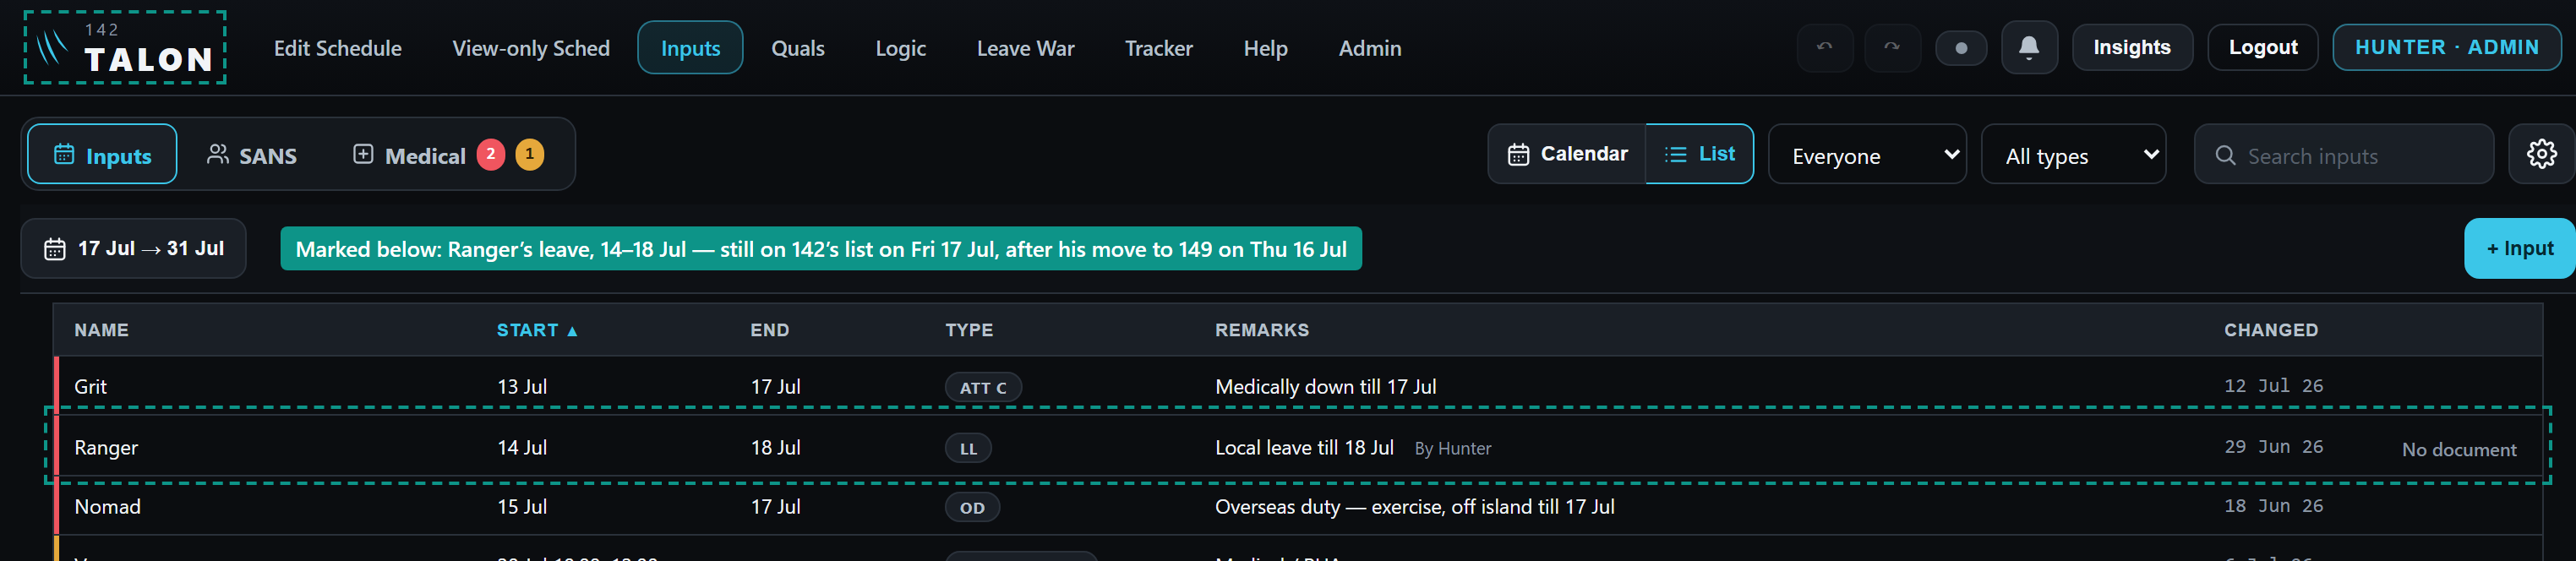 142
TALON
Edit Schedule View-only Sched Inputs Quals Logic Leave War Tracker Help Admin Insights Logout HUNTER · ADMIN
Inputs SANS Medical 2 1 Calendar List Everyone All types Search inputs
17 Jul → 31 Jul Marked below: Ranger’s leave, 14–18 Jul — still on 142’s list on Fri 17 Jul, after his move to 149 on Thu 16 Jul + Input
NAME START ▲ END TYPE REMARKS CHANGED
Grit 13 Jul 17 Jul ATT C Medically down till 17 Jul 12 Jul 26
Ranger 14 Jul 18 Jul LL Local leave till 18 Jul By Hunter 29 Jun 26 No document
Nomad 15 Jul 17 Jul OD Overseas duty — exercise, off island till 17 Jul 18 Jun 26